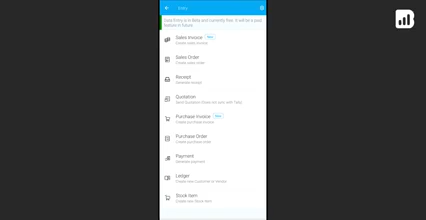 Entry
Data Entry is in Beta and currently free. It will be a paid
feature in future
Sales Invoice New
Create sales invoice
Sales Order
Create sales order
Receipt
Generate receipt
Quotation
Send Quotation, Does not sync with Tally
Purchase Invoice New
Create purchase invoice
Purchase Order
Create purchase order
Payment
Generate payment
Ledger
Create new Customer or Vendor
Stock Item
Create new Stock Item